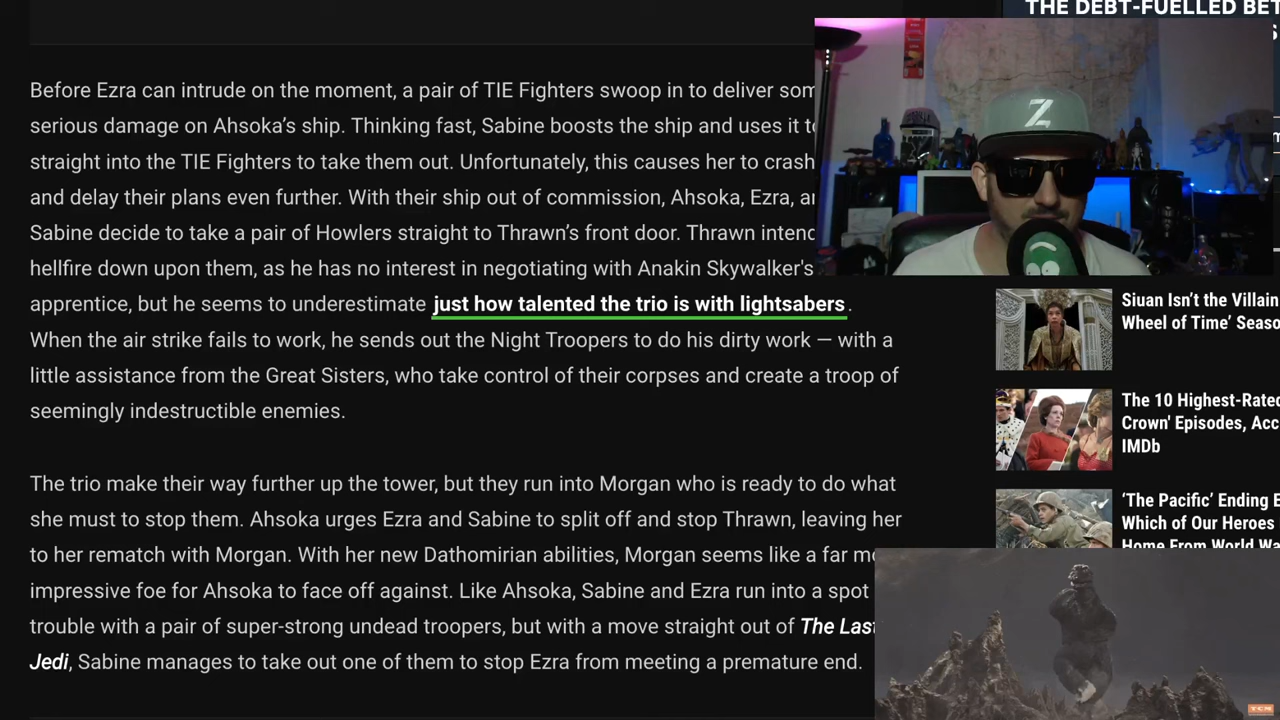 THE DEBT-FUELLED BET
Before Ezra can intrude on the moment, a pair of TIE Fighters swoop in to deliver som
serious damage on Ahsoka’s ship. Thinking fast, Sabine boosts the ship and uses it to
straight into the TIE Fighters to take them out. Unfortunately, this causes her to crash
and delay their plans even further. With their ship out of commission, Ahsoka, Ezra, an
Sabine decide to take a pair of Howlers straight to Thrawn’s front door. Thrawn intend
hellfire down upon them, as he has no interest in negotiating with Anakin Skywalker's
apprentice, but he seems to underestimate just how talented the trio is with lightsabers.
When the air strike fails to work, he sends out the Night Troopers to do his dirty work — with a
little assistance from the Great Sisters, who take control of their corpses and create a troop of
seemingly indestructible enemies.
The trio make their way further up the tower, but they run into Morgan who is ready to do what
she must to stop them. Ahsoka urges Ezra and Sabine to split off and stop Thrawn, leaving her
to her rematch with Morgan. With her new Dathomirian abilities, Morgan seems like a far mo
impressive foe for Ahsoka to face off against. Like Ahsoka, Sabine and Ezra run into a spot
trouble with a pair of super-strong undead troopers, but with a move straight out of The Las
Jedi, Sabine manages to take out one of them to stop Ezra from meeting a premature end.
Z
Siuan Isn’t the Villain
Wheel of Time’ Seaso
The 10 Highest-Rated
Crown' Episodes, Acc
IMDb
‘The Pacific’ Ending E
Which of Our Heroes
Home From World Wa
TCM